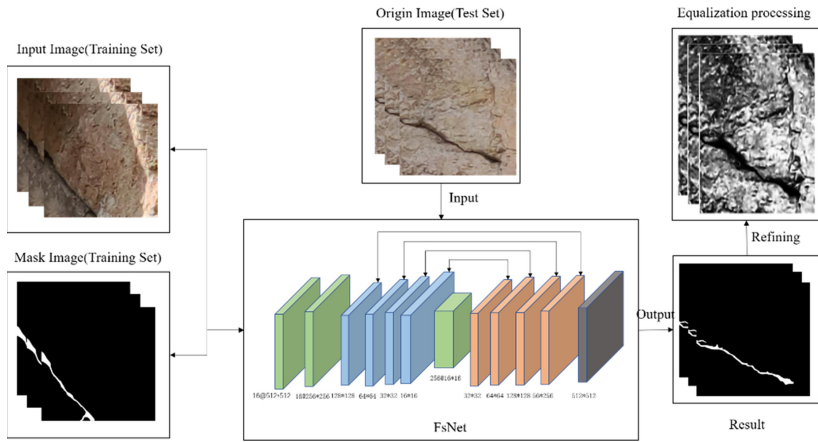 Origin Image(Test Set)
Equalization processing
Input Image(Training Set)
Input
Refining
Mask Image(Training Set)
Output
256@16*16
16@512*512
16@256*256
128*128
64*64
32*32
16*16
32*32
64*64
128*128
512*512
FsNet
Result